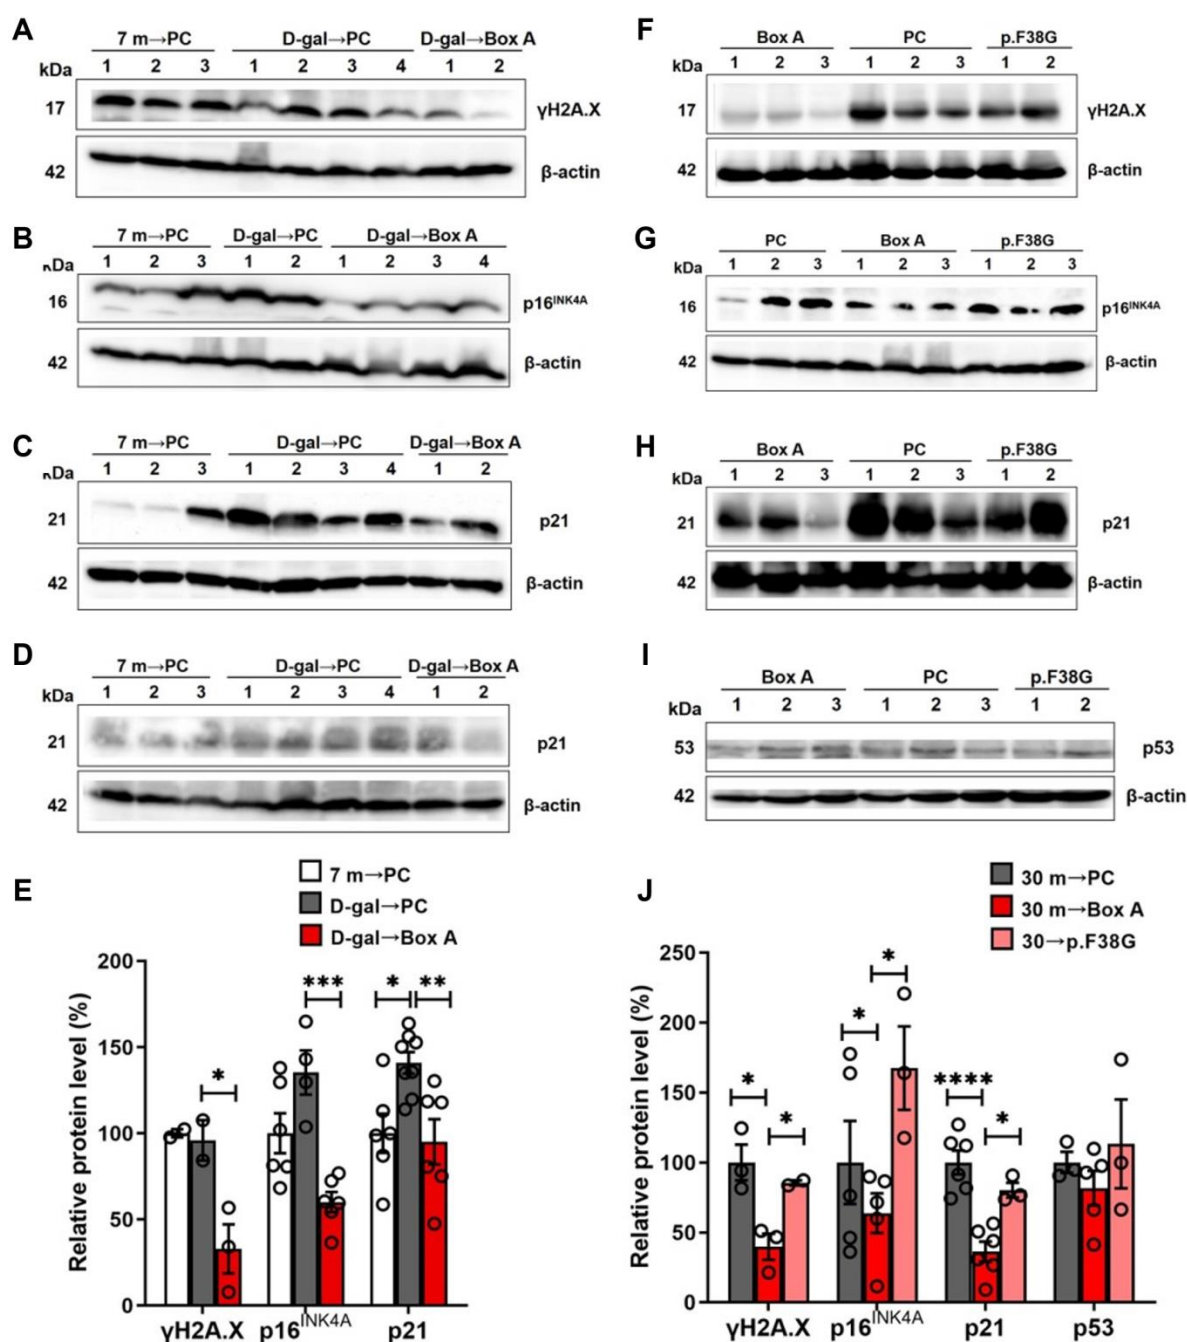 A
7 m→PC D-gal→PC D-gal→Box A
kDa 1 2 3 1 2 3 4 1 2
17 γH2A.X
42 β-actin
B
7 m→PC D-gal→PC D-gal→Box A
kDa 1 2 3 1 2 1 2 3 4
16 p16INK4A
42 β-actin
C
7 m→PC D-gal→PC D-gal→Box A
kDa 1 2 3 1 2 3 4 1 2
21 p21
42 β-actin
D
7 m→PC D-gal→PC D-gal→Box A
kDa 1 2 3 1 2 3 4 1 2
21 p21
42 β-actin
E
7 m→PC
D-gal→PC
D-gal→Box A
Relative protein level (%)
200
150
100
50
0
* *** * **
γH2A.X p16INK4A p21
F
Box A PC p.F38G
kDa 1 2 3 1 2 3 1 2
17 γH2A.X
42 β-actin
G
PC Box A p.F38G
kDa 1 2 3 1 2 3 1 2 3
16 p16INK4A
42 β-actin
H
Box A PC p.F38G
kDa 1 2 3 1 2 3 1 2
21 p21
42 β-actin
I
Box A PC p.F38G
kDa 1 2 3 1 2 3 1 2
53 p53
42 β-actin
J
30 m→PC
30 m→Box A
30→p.F38G
Relative protein level (%)
250
200
150
100
50
0
* * * * **** *
γH2A.X p16INK4A p21 p53